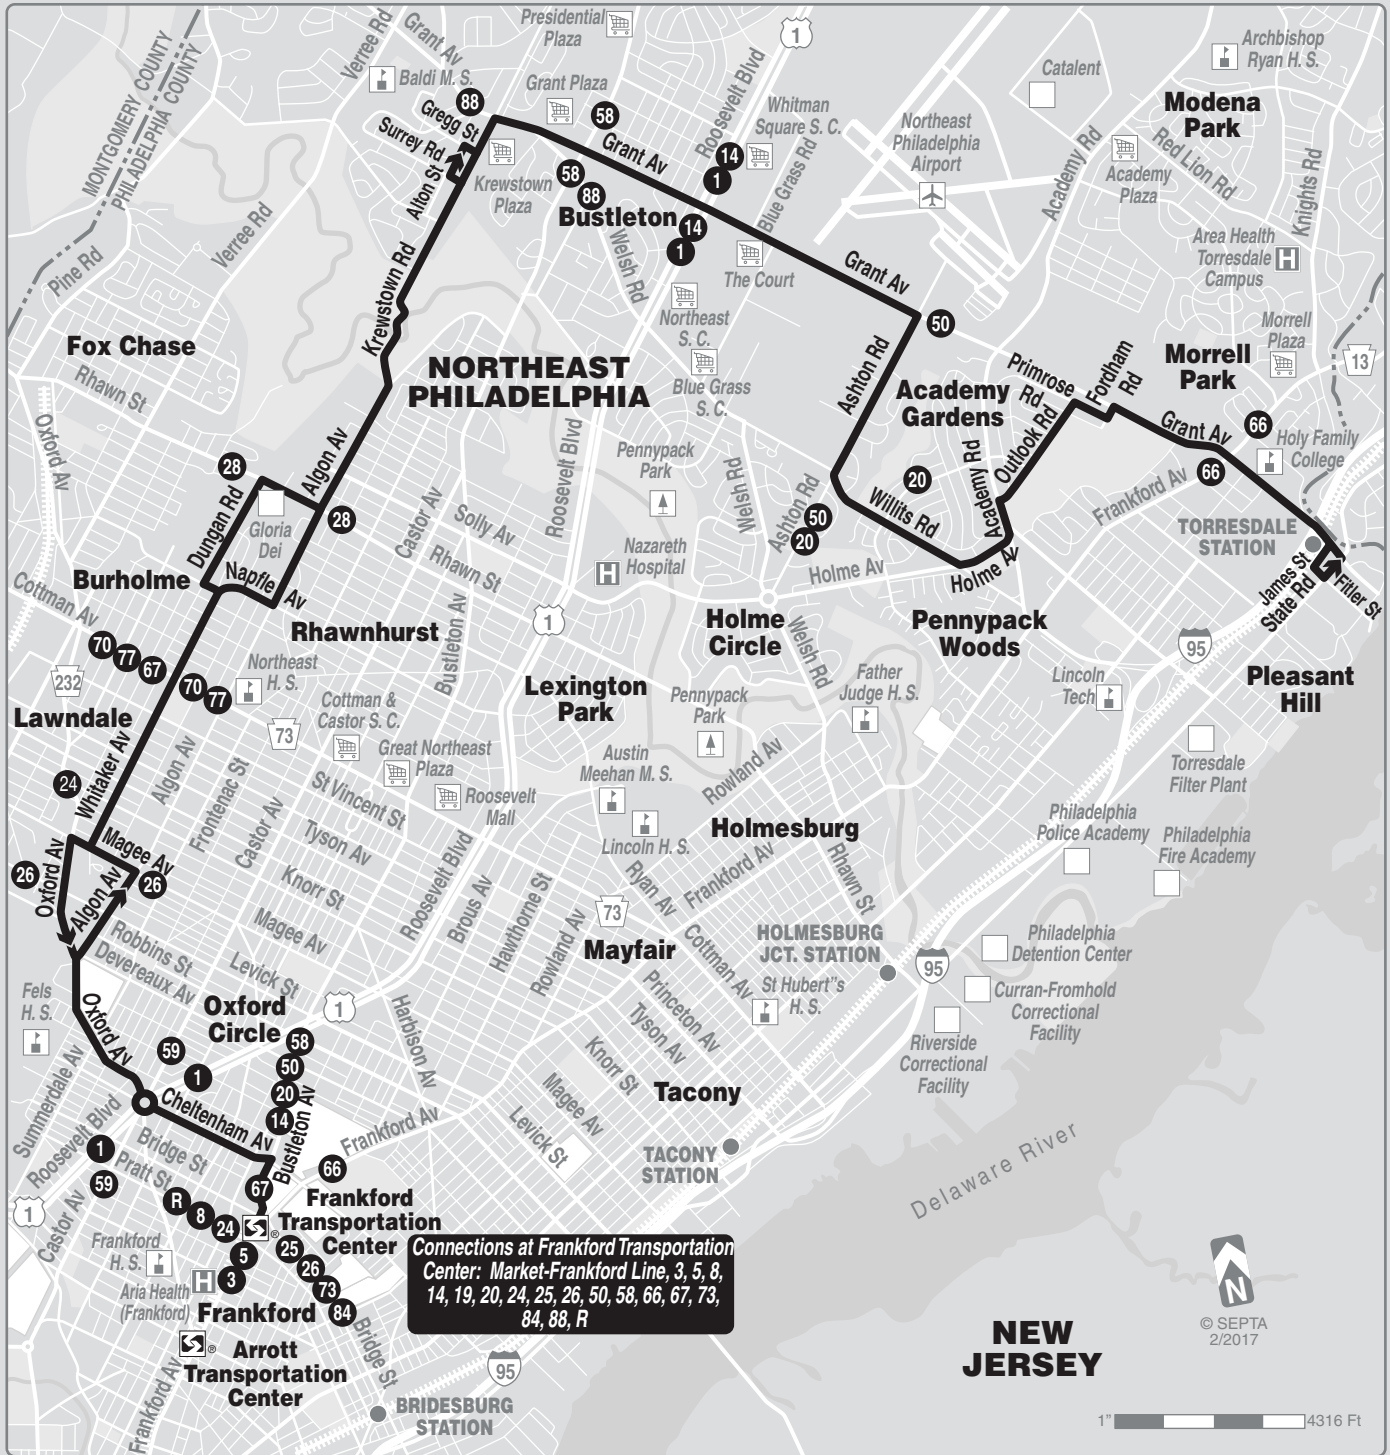 Presidential
Plaza
1
Verree Rd
Grant Av
Baldi M. S.
Grant Plaza
Roosevelt Blvd
Archbishop
Ryan H. S.
Catalent
MONTGOMERY COUNTY
PHILADELPHIA COUNTY
88
Gregg St
58
Whitman
Square S. C.
Northeast
Philadelphia
Airport
Modena
Park
Surrey Rd
Grant Av
14
1
Academy Rd
Red Lion Rd
Academy
Plaza
Knights Rd
Alton St
Krewstown
Plaza
58
88
Blue Grass Rd
Bustleton
14
1
Verree Rd
Pine Rd
Welsh Rd
The Court
Grant Av
Area Health
Torresdale
Campus
H
Krewstown Rd
Northeast
S. C.
50
Morrell
Plaza
13
Fox Chase
Rhawn St
NORTHEAST
PHILADELPHIA
Blue Grass
S. C.
Ashton Rd
Academy
Gardens
Primrose
Rd
Fordham
Rd
Morrell
Park
Oxford Av
Algon Av
Roosevelt Blvd
Pennypack
Park
Welsh Rd
Academy Rd
Outlook Rd
Grant Av
66
Holy Family
College
66
28
Dungan Rd
Gloria
Dei
28
Castor Av
Solly Av
Rhawn St
Ashton Rd
50
20
20
Willits Rd
Academy Rd
Frankford Av
TORRESDALE
STATION
Nazareth
Hospital
H
Holme Av
Holme Av
James St
State Rd
Fitler St
Burholme
Napfle Av
Cottman Av
Rhawnhurst
Bustleton Av
1
Holme
Circle
Welsh Rd
Pennypack
Woods
95
70
77
67
70
77
Northeast
H. S.
232
Lawndale
73
Cottman &
Castor S. C.
Lexington
Park
Pennypack
Park
Father
Judge H. S.
Lincoln
Tech
Pleasant
Hill
Whitaker Av
24
Algon Av
Frontenac St
Castor Av
Great Northeast
Plaza
St Vincent St
Roosevelt
Mall
Austin
Meehan M. S.
Rowland Av
Torresdale
Filter Plant
Magee Av
Tyson Av
Lincoln H. S.
Holmesburg
Philadelphia
Police Academy
Philadelphia
Fire Academy
26
Oxford Av
Algon Av
26
Knorr St
Roosevelt Blvd
Brous Av
Hawthorne St
Rowland Av
Ryan Av
Frankford Av
Rhawn St
Robbins St
Devereaux Av
Magee Av
Levick St
73
Mayfair
Cottman Av
HOLMESBURG
JCT. STATION
95
Philadelphia
Detention Center
Fels
H. S.
Oxford Av
Oxford
Circle
1
Harbison Av
Princeton Av
Tyson Av
St Hubert"s
H. S.
Curran-Fromhold
Correctional
Facility
Riverside
Correctional
Facility
59
1
58
50
20
14
Summerdale Av
Cheltenham Av
Bustleton Av
Frankford Av
Knorr St
Magee Av
Levick St
Tacony
Roosevelt Blvd
1
59
Bridge St
Pratt St
66
67
TACONY
STATION
Delaware River
1
Castor Av
R
8
24
5
3
Frankford
Transportation
Center
25
26
73
84
Frankford
H. S.
Aria Health
(Frankford)
H
Frankford
Connections at Frankford Transportation
Center: Market-Frankford Line, 3, 5, 8,
14, 19, 20, 24, 25, 26, 50, 58, 66, 67, 73,
84, 88, R
Bridge St
Arrott
Transportation
Center
Frankford Av
95
BRIDESBURG
STATION
NEW
JERSEY
N
© SEPTA
2/2017
1" 4316 Ft